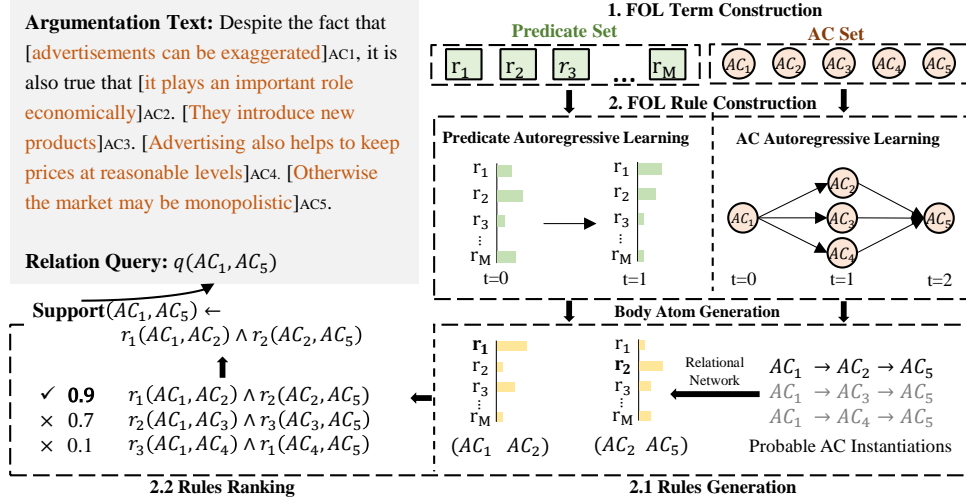 Argumentation Text: Despite the fact that
[advertisements can be exaggerated]AC1, it is
also true that [it plays an important role
economically]AC2. [They introduce new
products]AC3. [Advertising also helps to keep
prices at reasonable levels]AC4. [Otherwise
the market may be monopolistic]AC5.
Relation Query: q(AC₁, AC₅)
Support(AC₁, AC₅) ←
r₁(AC₁, AC₂) ∧ r₂(AC₂, AC₅)
✓ 0.9 r₁(AC₁, AC₂) ∧ r₂(AC₂, AC₅)
× 0.7 r₂(AC₁, AC₃) ∧ r₃(AC₃, AC₅)
× 0.1 r₃(AC₁, AC₄) ∧ r₁(AC₄, AC₅)
2.2 Rules Ranking
1. FOL Term Construction
Predicate Set
AC Set
r₁ r₂ r₃ ... r_M
AC₁ AC₂ AC₃ AC₄ AC₅
2. FOL Rule Construction
Predicate Autoregressive Learning
r₁
r₂
r₃
⋮
r_M
t=0
r₁
r₂
r₃
⋮
r_M
t=1
AC Autoregressive Learning
AC₁
AC₂
AC₃
AC₄
AC₅
t=0 t=1 t=2
Body Atom Generation
r₁
r₂
r₃
⋮
r_M
(AC₁ AC₂)
r₁
r₂
r₃
⋮
r_M
(AC₂ AC₅)
Relational
Network
AC₁ → AC₂ → AC₅
AC₁ → AC₃ → AC₅
AC₁ → AC₄ → AC₅
Probable AC Instantiations
2.1 Rules Generation